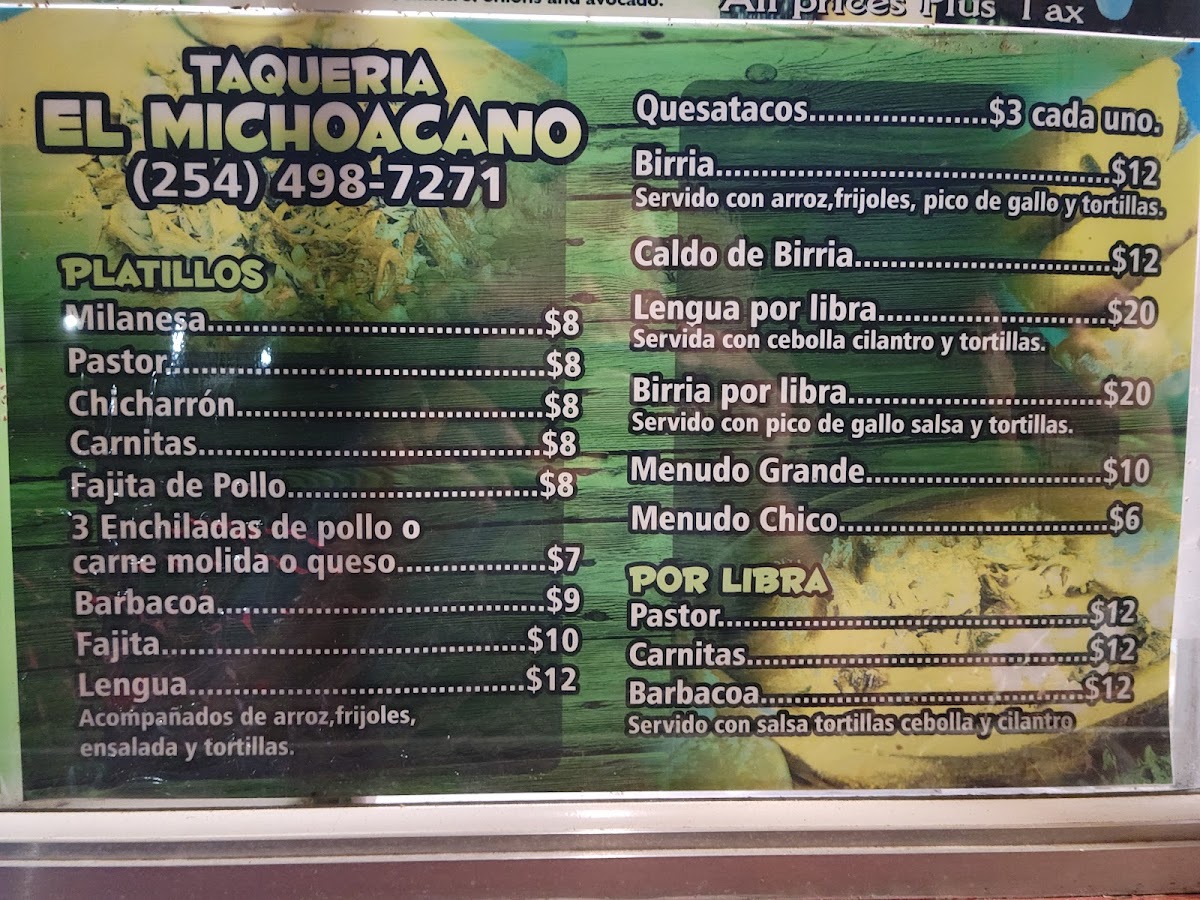 onions and avocado.
All prices Plus Tax
TAQUERIA
EL MICHOACANO
(254) 498-7271
PLATILLOS
Milanesa........................................$8
Pastor........................................$8
Chicharrón........................................$8
Carnitas........................................$8
Fajita de Pollo..............................$8
3 Enchiladas de pollo o
carne molida o queso.................$7
Barbacoa........................................$9
Fajita........................................$10
Lengua........................................$12
Acompañados de arroz,frijoles,
ensalada y tortillas.
Quesatacos....................$3 cada uno.
Birria........................................$12
Servido con arroz,frijoles, pico de gallo y tortillas.
Caldo de Birria..............................$12
Lengua por libra..........................$20
Servida con cebolla cilantro y tortillas.
Birria por libra.............................$20
Servido con pico de gallo salsa y tortillas.
Menudo Grande..........................$10
Menudo Chico..............................$6
POR LIBRA
Pastor........................................$12
Carnitas........................................$12
Barbacoa.....................................$12
Servido con salsa tortillas cebolla y cilantro